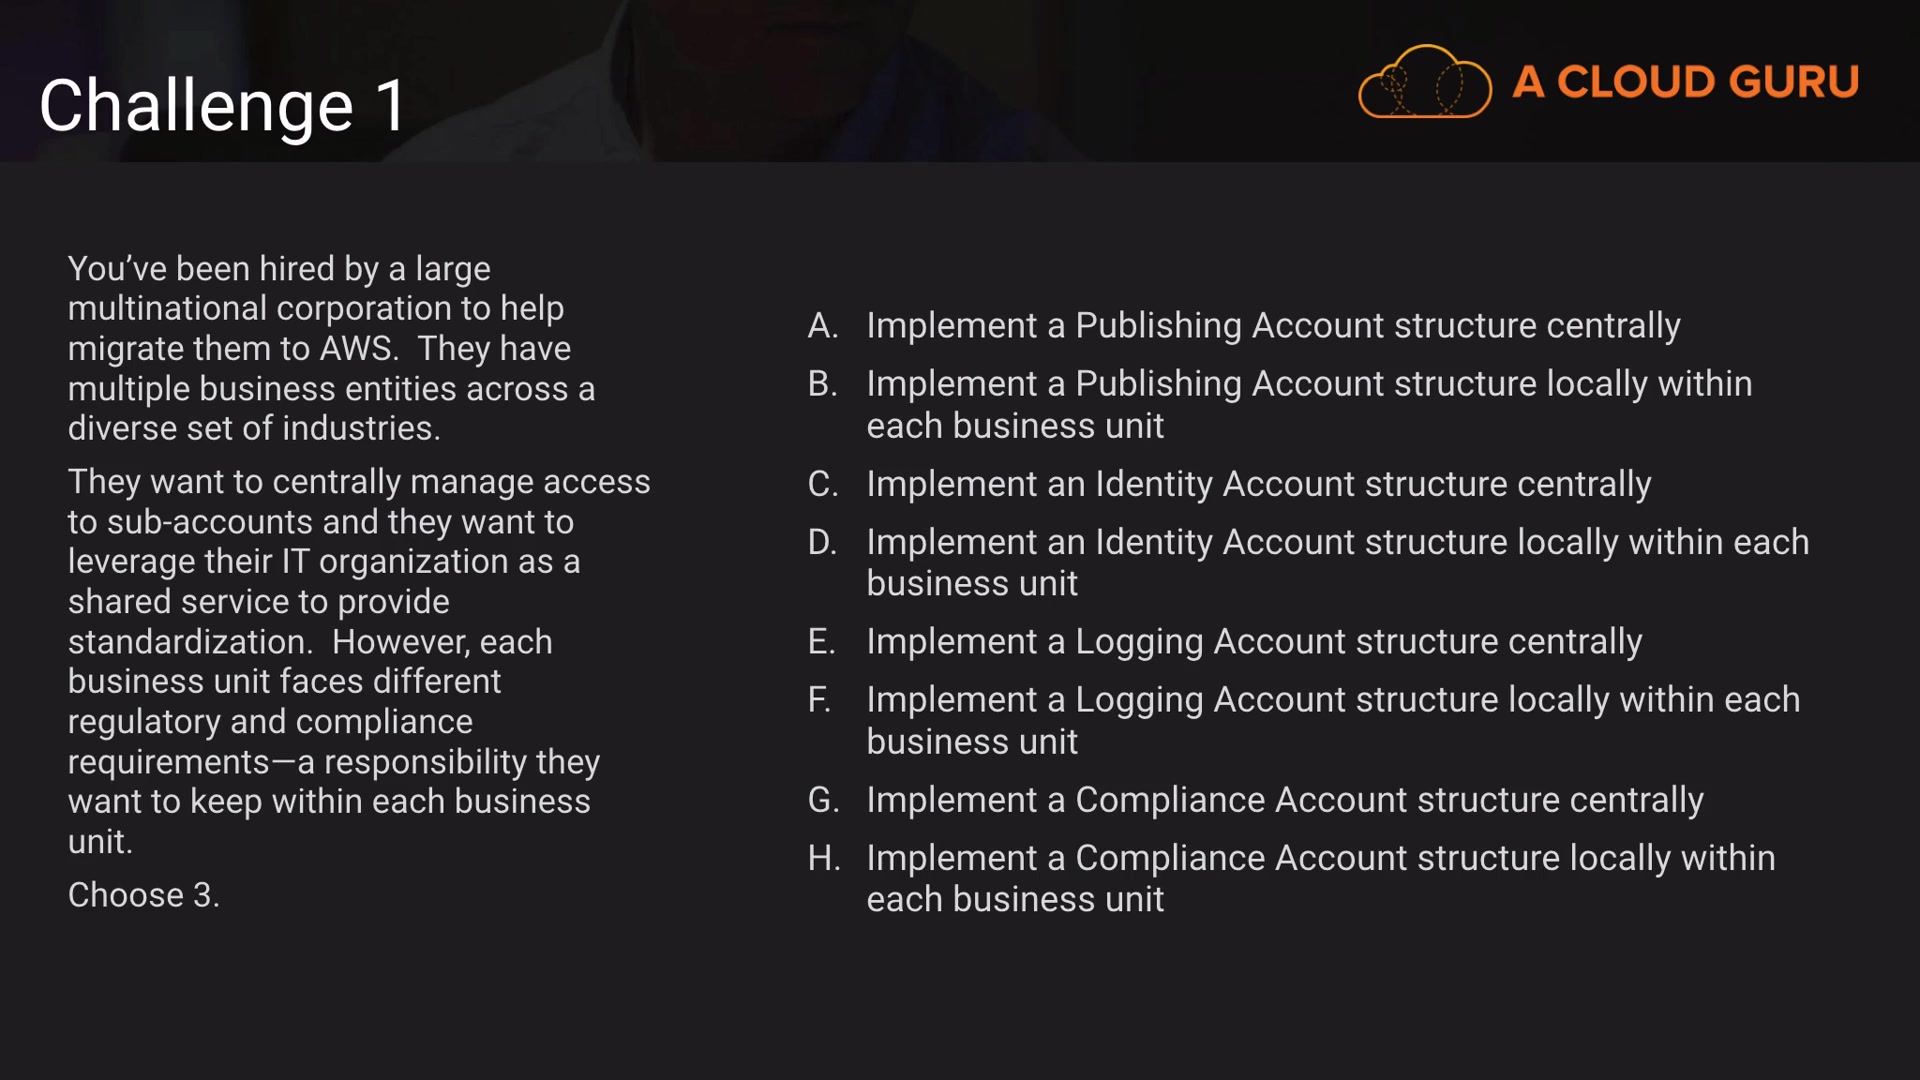 Challenge 1
A CLOUD GURU
You’ve been hired by a large
multinational corporation to help
migrate them to AWS.  They have
multiple business entities across a
diverse set of industries.
They want to centrally manage access
to sub-accounts and they want to
leverage their IT organization as a
shared service to provide
standardization.  However, each
business unit faces different
regulatory and compliance
requirements—a responsibility they
want to keep within each business
unit.
Choose 3.
A. Implement a Publishing Account structure centrally
B. Implement a Publishing Account structure locally within
each business unit
C. Implement an Identity Account structure centrally
D. Implement an Identity Account structure locally within each
business unit
E. Implement a Logging Account structure centrally
F. Implement a Logging Account structure locally within each
business unit
G. Implement a Compliance Account structure centrally
H. Implement a Compliance Account structure locally within
each business unit